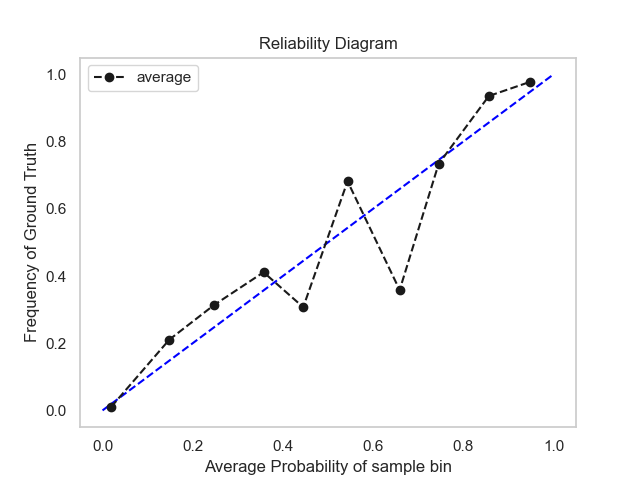 Reliability Diagram
average
Frequency of Ground Truth
1.0
0.8
0.6
0.4
0.2
0.0
0.0 0.2 0.4 0.6 0.8 1.0
Average Probability of sample bin